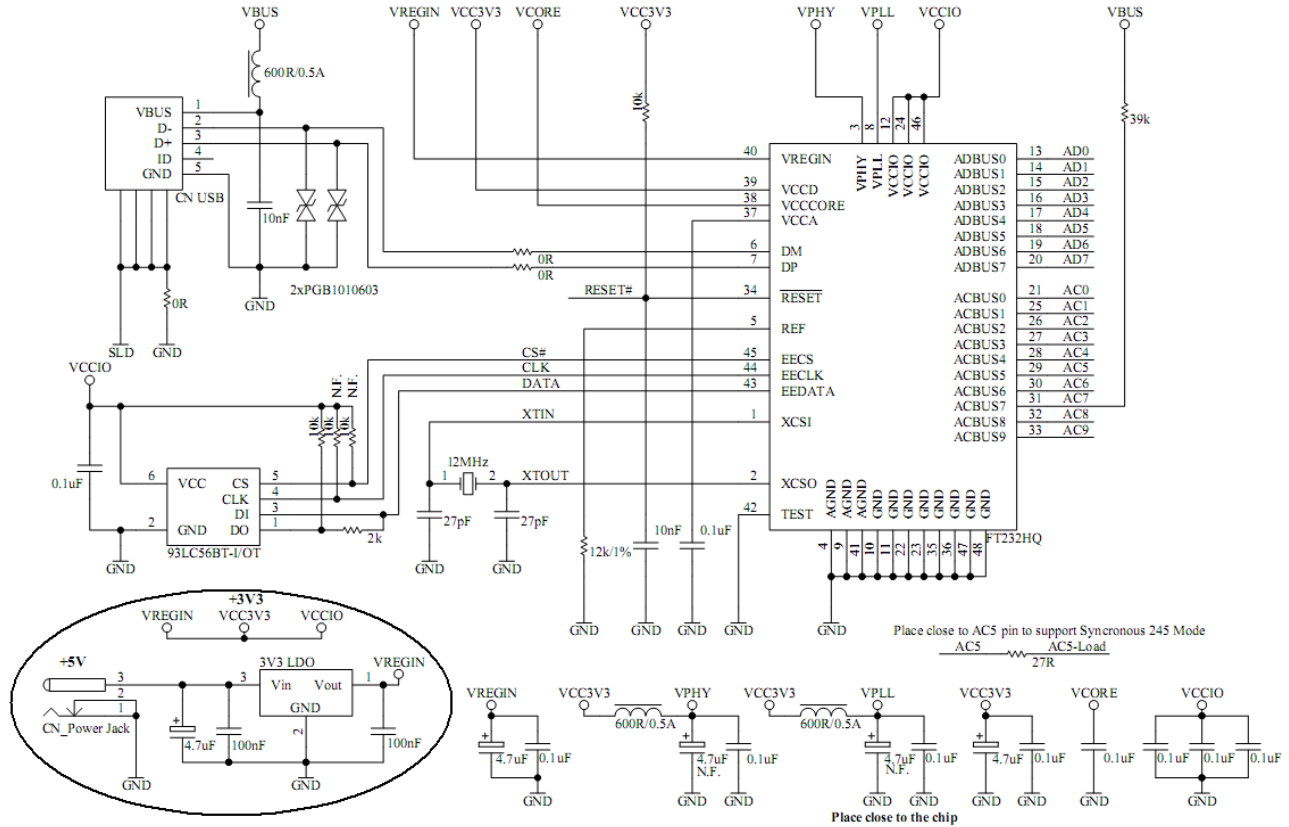 VBUS
VREGIN
VCC3V3
VCORE
VCC3V3
VPHY
VPLL
VCCIO
VBUS
600R/0.5A
10k
39k
VBUS 1
D- 2
D+ 3
ID 4
GND 5
CN USB
10nF
2xPGB1010603
GND
0R
SLD
GND
0R
0R
RESET#
3
8
12
24
46
VPHY
VPLL
VCCIO
VCCIO
VCCIO
40 VREGIN
39 VCCD
38 VCCCORE
37 VCCA
6 DM
7 DP
34 RESET
5 REF
45 EECS
44 EECLK
43 EEDATA
1 XCSI
2 XCSO
42 TEST
ADBUS0 13 AD0
ADBUS1 14 AD1
ADBUS2 15 AD2
ADBUS3 16 AD3
ADBUS4 17 AD4
ADBUS5 18 AD5
ADBUS6 19 AD6
ADBUS7 20 AD7
ACBUS0 21 AC0
ACBUS1 25 AC1
ACBUS2 26 AC2
ACBUS3 27 AC3
ACBUS4 28 AC4
ACBUS5 29 AC5
ACBUS6 30 AC6
ACBUS7 31 AC7
ACBUS8 32 AC8
ACBUS9 33 AC9
AGND
AGND
AGND
GND
GND
GND
GND
GND
GND
GND
GND
4
9
41
10
11
22
23
35
36
47
48
FT232HQ
GND
CS#
CLK
DATA
XTIN
XTOUT
VCCIO
N.F.
N.F.
10k
10k
10k
0.1uF
6 VCC CS 5
CLK 4
DI 3
2 GND DO 1
93LC56BT-I/OT
2k
GND
12MHz
1 2
27pF
27pF
GND
GND
12k/1%
10nF
0.1uF
GND
GND
GND
GND
+3V3
VREGIN
VCC3V3
VCCIO
+5V
3
2
1
CN_Power Jack
3V3 LDO
3 Vin Vout 1
GND
2
VREGIN
4.7uF
100nF
100nF
GND
GND
Place close to AC5 pin to support Syncronous 245 Mode
AC5 AC5-Load
27R
VREGIN
4.7uF
0.1uF
GND
VCC3V3
600R/0.5A
VPHY
4.7uF
N.F.
0.1uF
GND
GND
VCC3V3
600R/0.5A
VPLL
4.7uF
N.F.
0.1uF
GND
GND
VCC3V3
4.7uF
0.1uF
GND
GND
VCORE
0.1uF
GND
VCCIO
0.1uF
0.1uF
0.1uF
GND
Place close to the chip